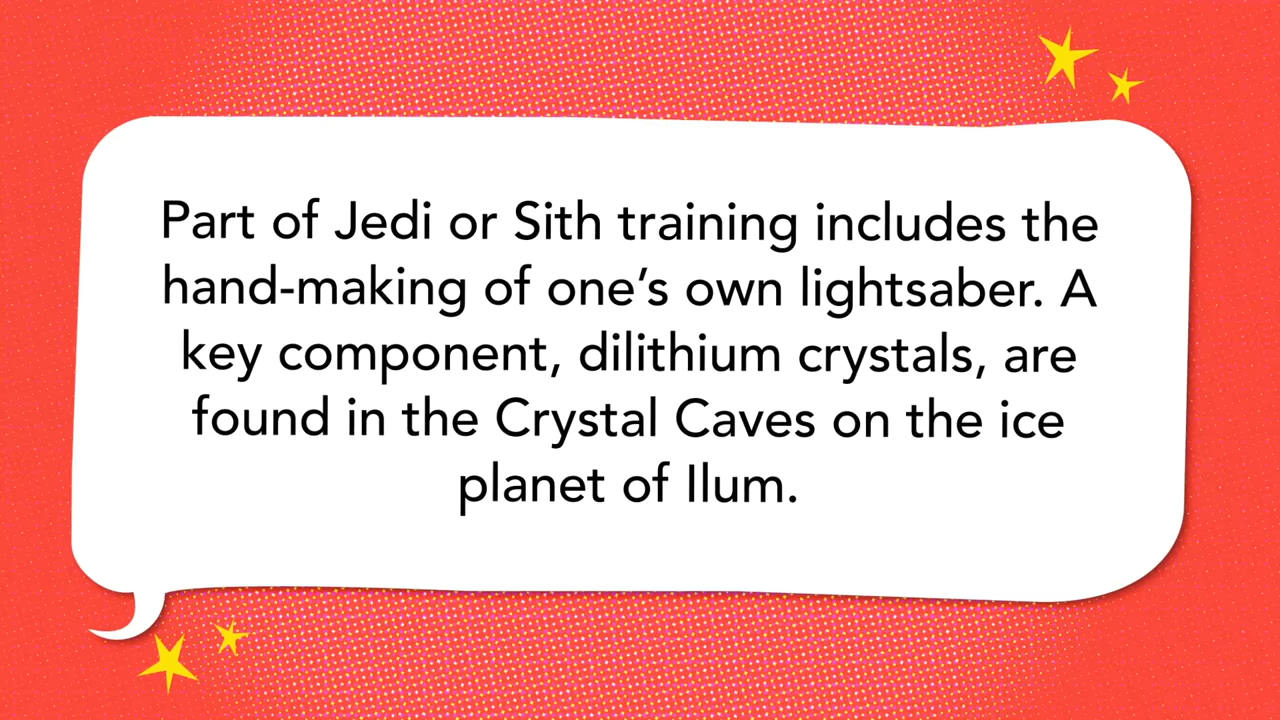 Part of Jedi or Sith training includes the
hand-making of one’s own lightsaber. A
key component, dilithium crystals, are
found in the Crystal Caves on the ice
planet of Ilum.